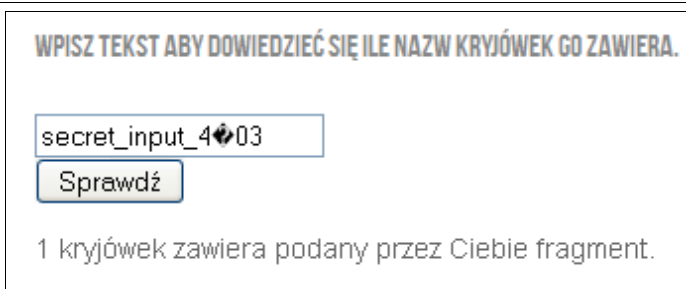 WPISZ TEKST ABY DOWIEDZIEĆ SIĘ ILE NAZW KRYJÓWEK GO ZAWIERA.
secret_input_4�03
Sprawdź
1 kryjówek zawiera podany przez Ciebie fragment.